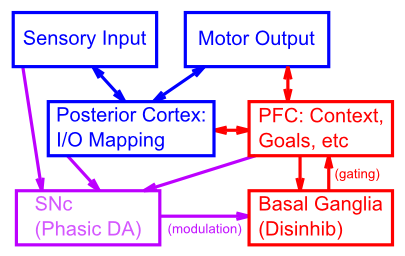 Sensory Input
Motor Output
Posterior Cortex:
I/O Mapping
PFC: Context,
Goals, etc
(gating)
SNc
(Phasic DA)
(modulation)
Basal Ganglia
(Disinhib)